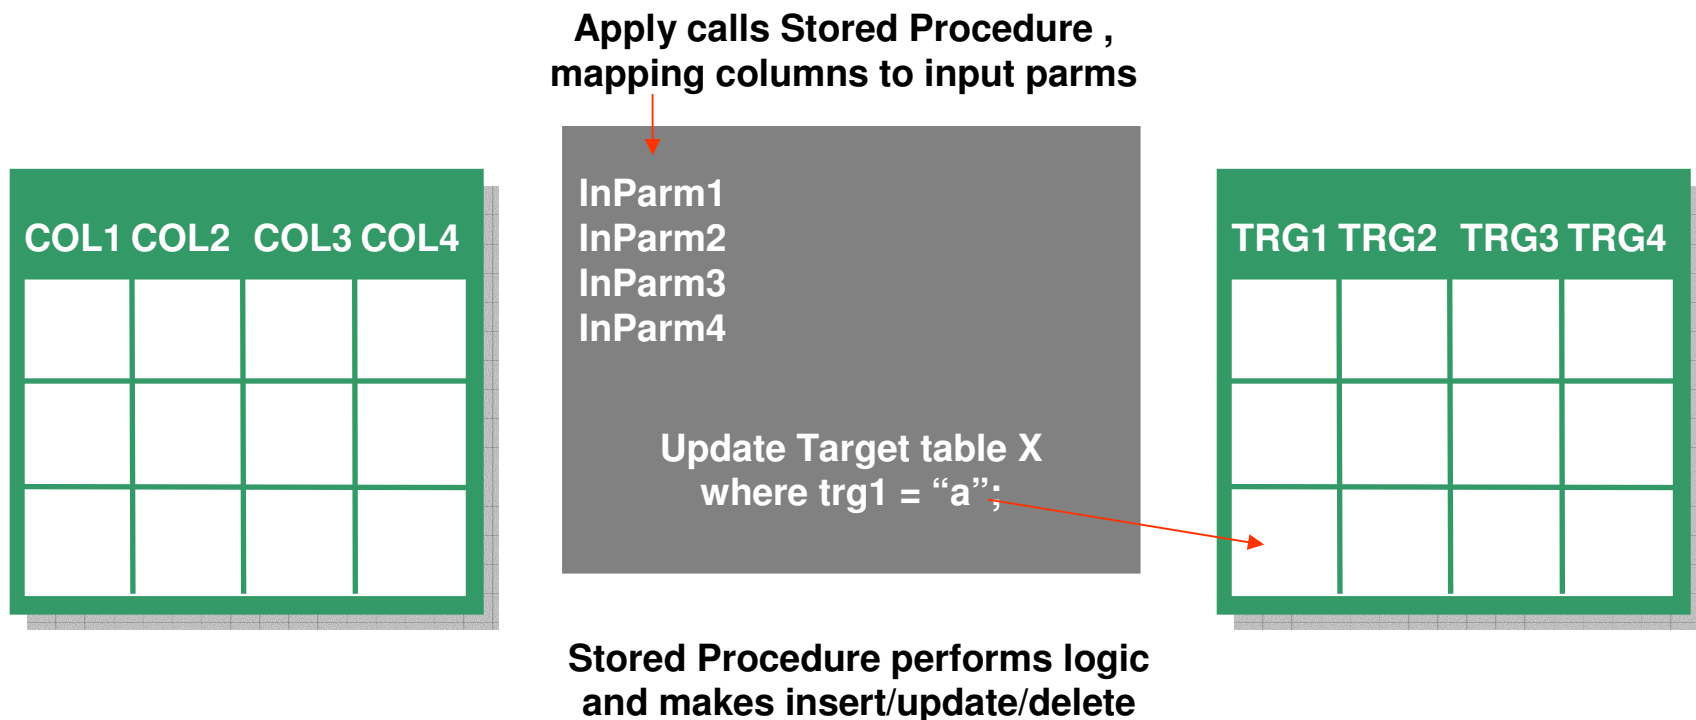 Apply calls Stored Procedure ,
mapping columns to input parms
COL1 COL2 COL3 COL4
InParm1
InParm2
InParm3
InParm4
Update Target table X
where trg1 = “a”;
TRG1 TRG2 TRG3 TRG4
Stored Procedure performs logic
and makes insert/update/delete